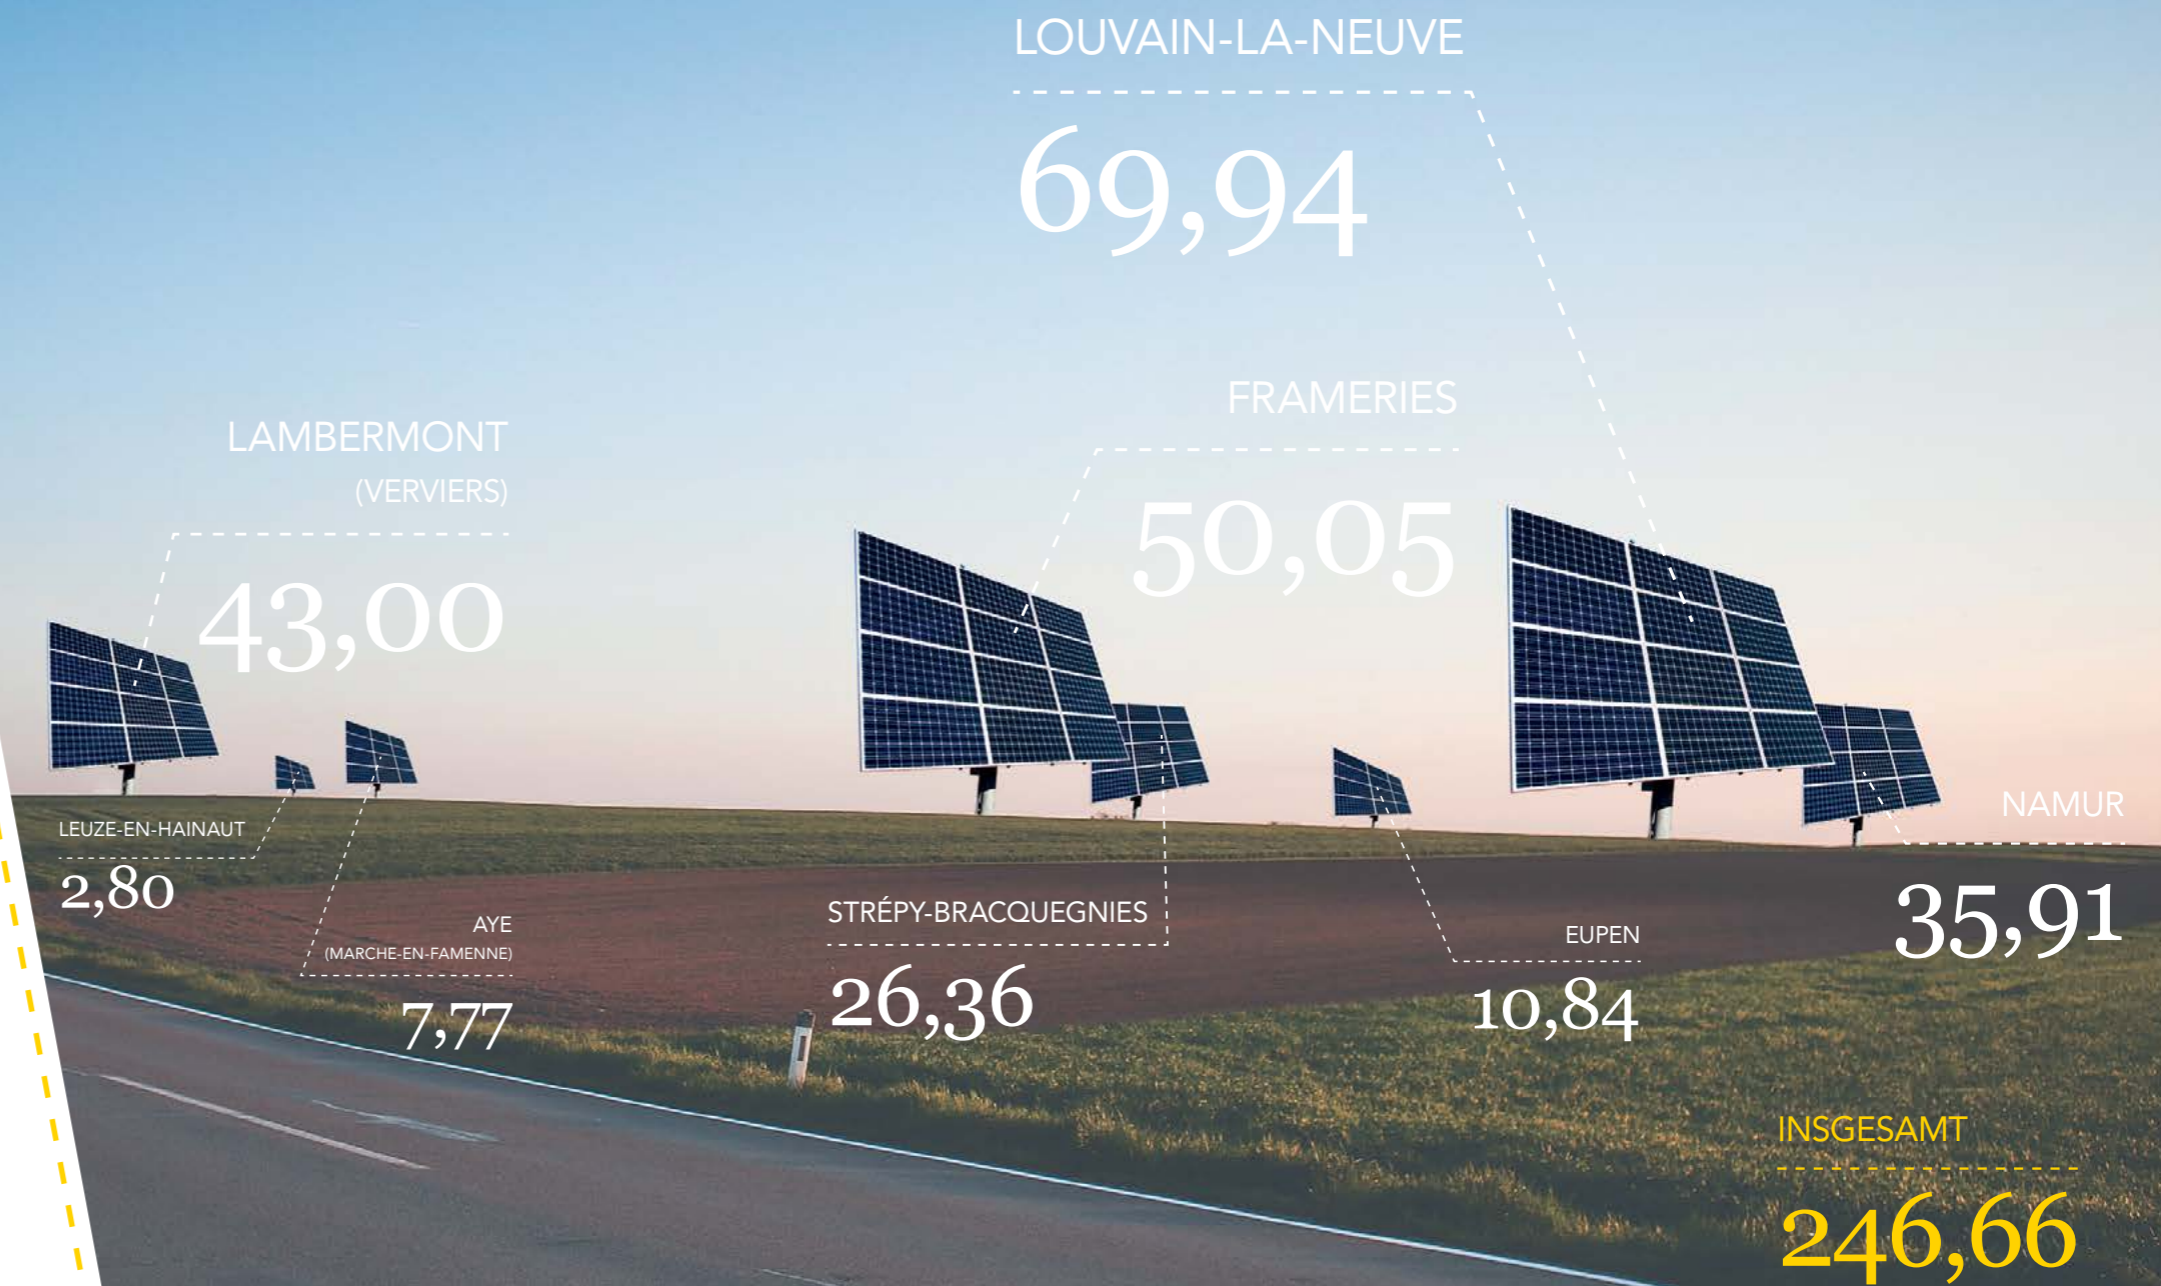 LOUVAIN-LA-NEUVE
69,94
FRAMERIES
50,05
LAMBERMONT
(VERVIERS)
43,00
LEUZE-EN-HAINAUT
2,80
AYE
(MARCHE-EN-FAMENNE)
7,77
STRÉPY-BRACQUEGNIES
26,36
EUPEN
10,84
NAMUR
35,91
INSGESAMT
246,66